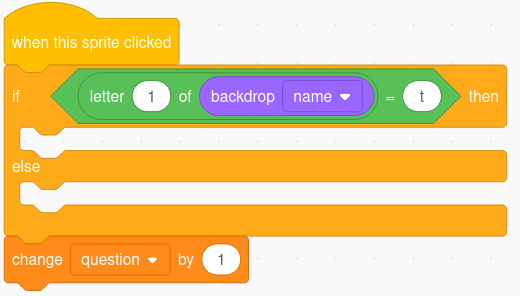 when this sprite clicked
if letter 1 of backdrop name = t then
else
change question by 1